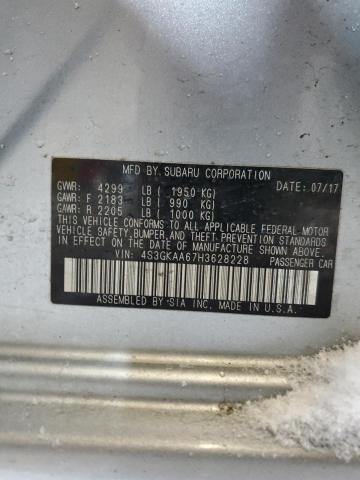 MFD BY SUBARU CORPORATION
GVWR: 4299 LB ( 1950 KG) DATE: 07/17
GAWR: F 2183 LB ( 990 KG)
GAWR: R 2205 LB ( 1000 KG)
THIS VEHICLE CONFORMS TO ALL APPLICABLE FEDERAL MOTOR
VEHICLE SAFETY, BUMPER, AND THEFT PREVENTION STANDARDS
IN EFFECT ON THE DATE OF MANUFACTURE SHOWN ABOVE.
VIN: 4S3GKAA67H3628228 PASSENGER CAR
ASSEMBLED BY "SIA INC. IN U.S.A."